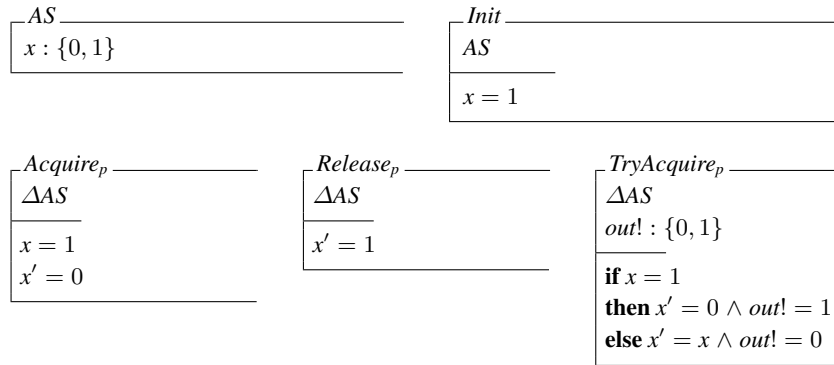 AS
x : {0, 1}
Init
AS
x = 1
Acquire_p
ΔAS
x = 1
x′ = 0
Release_p
ΔAS
x′ = 1
TryAcquire_p
ΔAS
out! : {0, 1}
if x = 1
then x′ = 0 ∧ out! = 1
else x′ = x ∧ out! = 0